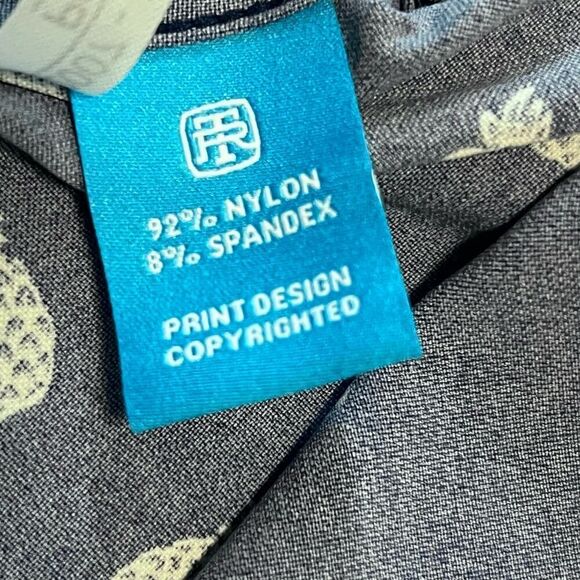 TR
92% NYLON
8% SPANDEX
PRINT DESIGN
COPYRIGHTED